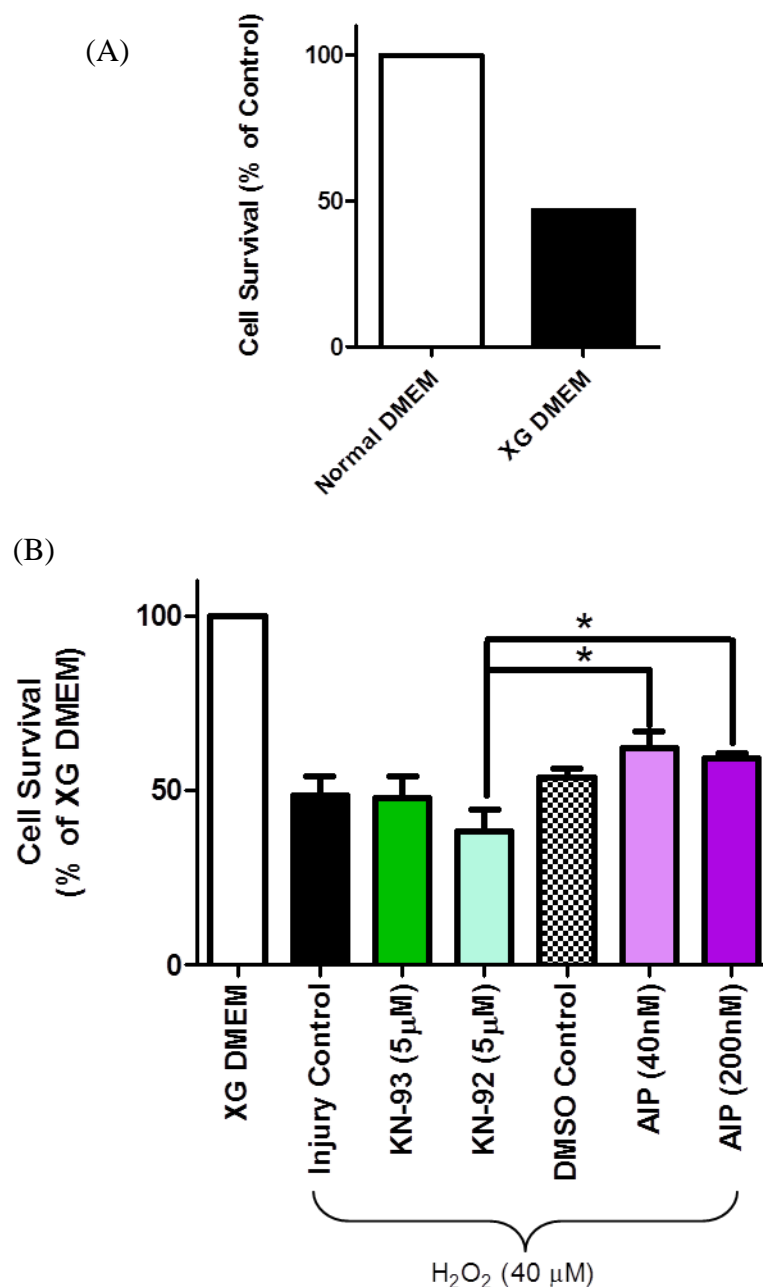 (A)
Cell Survival (% of Control)
100
50
0
Normal DMEM
XG DMEM
(B)
Cell Survival
(% of XG DMEM)
100
50
0
*
*
XG DMEM
Injury Control
KN-93 (5μM)
KN-92 (5μM)
DMSO Control
AIP (40nM)
AIP (200nM)
H₂O₂ (40 μM)